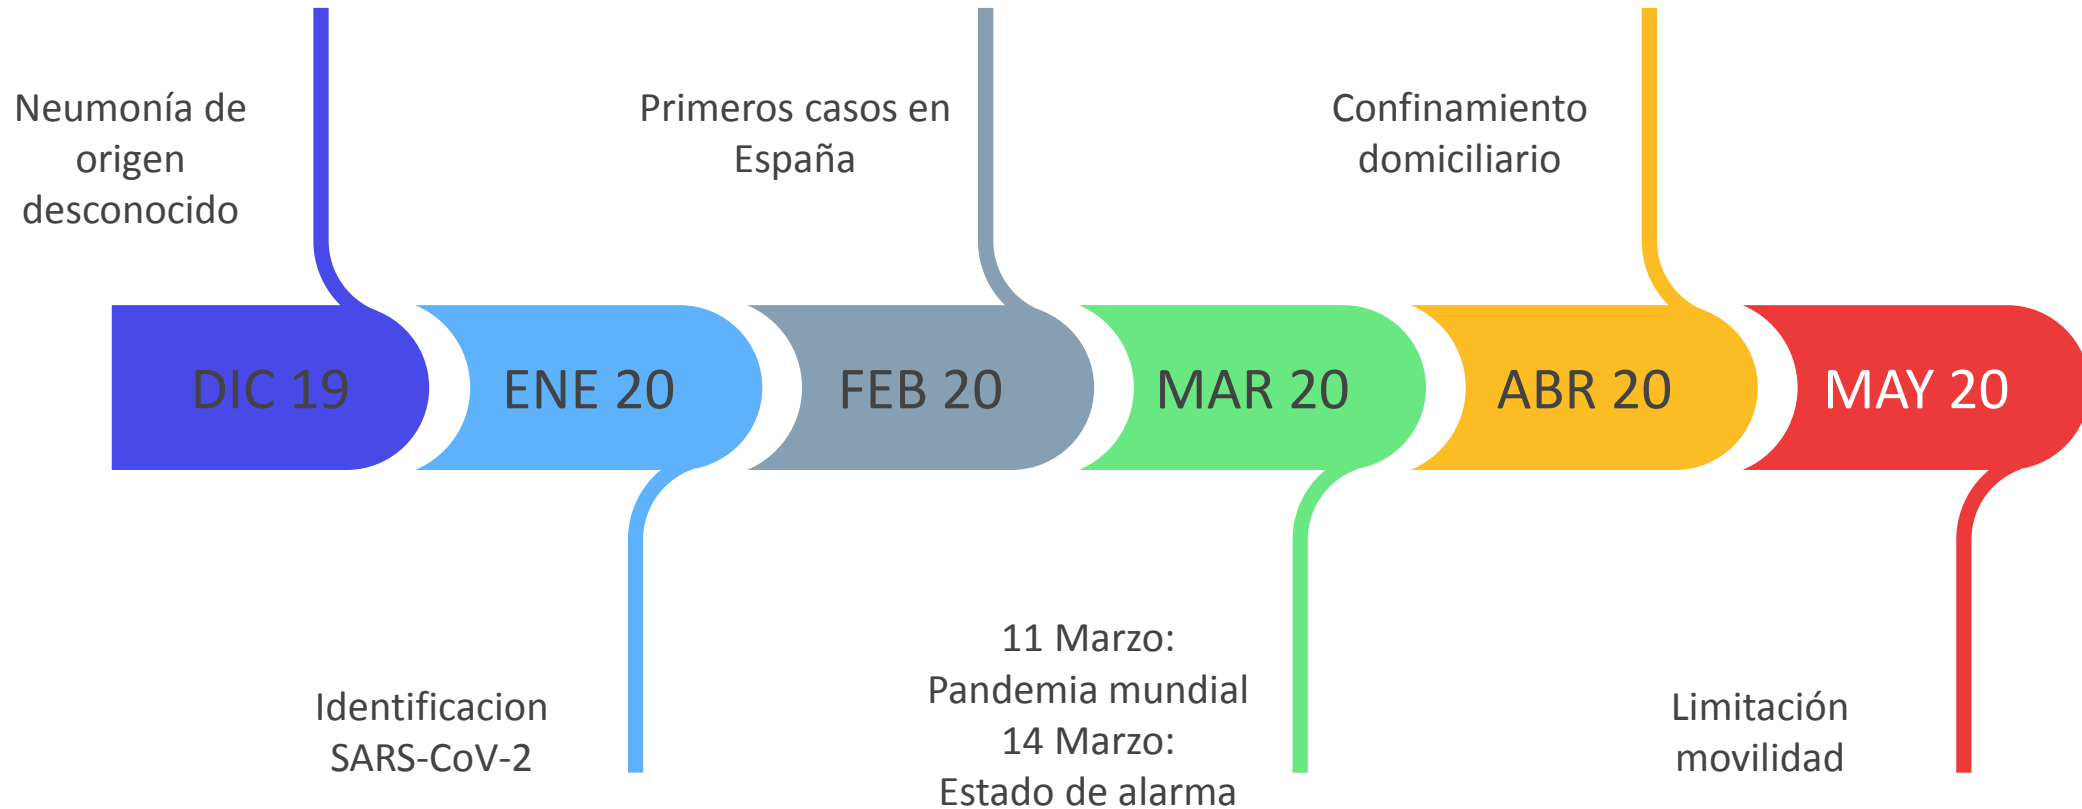 Neumonía de
origen
desconocido
Primeros casos en
España
Confinamiento
domiciliario
DIC 19
ENE 20
FEB 20
MAR 20
ABR 20
MAY 20
Identificacion
SARS-CoV-2
11 Marzo:
Pandemia mundial
14 Marzo:
Estado de alarma
Limitación
movilidad